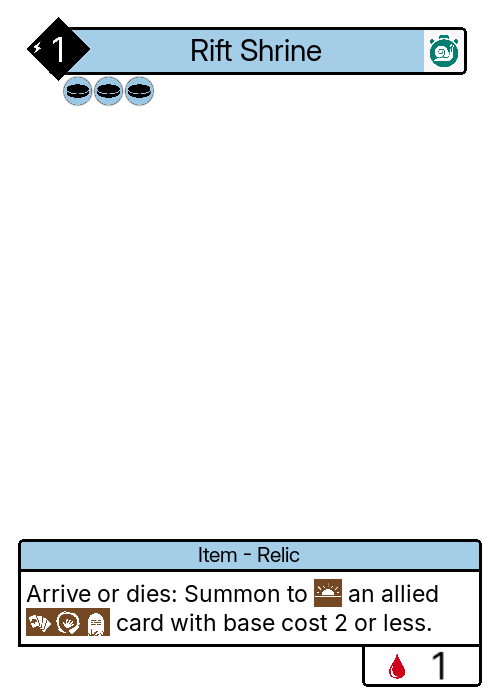 1
Rift Shrine
Item - Relic
Arrive or dies: Summon to an allied
card with base cost 2 or less.
1